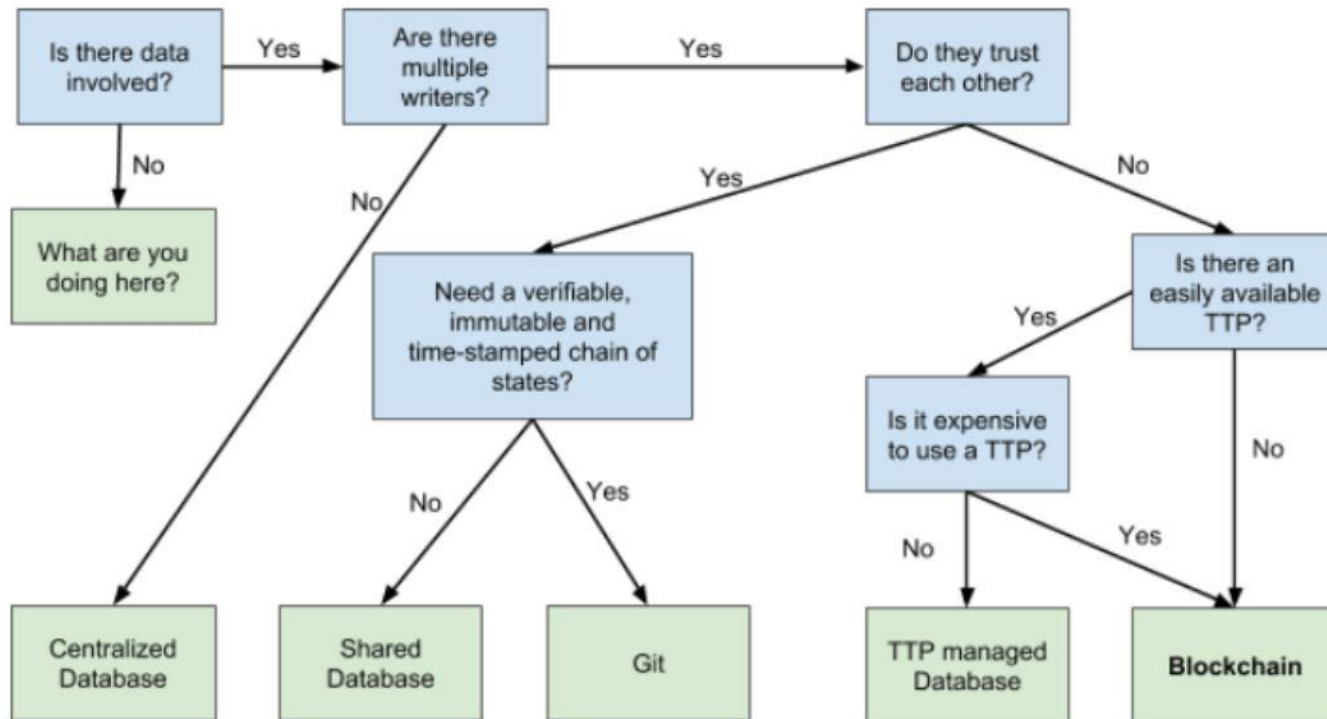 Is there data
involved?
Yes
Are there
multiple
writers?
Yes
Do they trust
each other?
No
No
Yes
No
What are you
doing here?
Need a verifiable,
immutable and
time-stamped chain of
states?
Is there an
easily available
TTP?
Yes
Is it expensive
to use a TTP?
No
No
Yes
No
Yes
Centralized
Database
Shared
Database
Git
TTP managed
Database
Blockchain